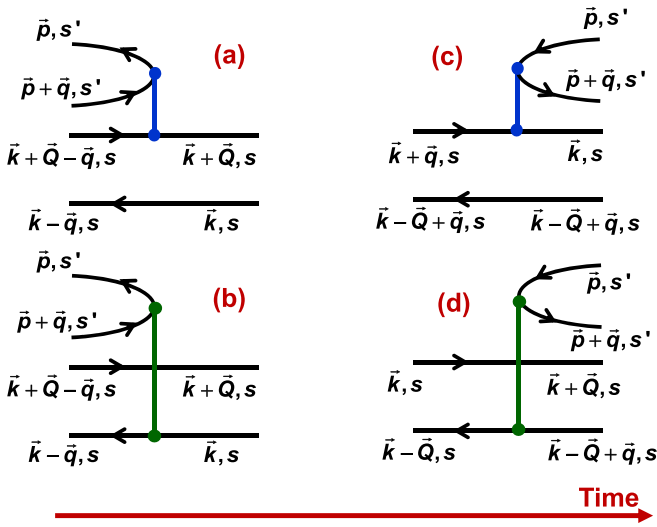 p⃗, s'
(a)
p⃗ + q⃗, s'
k⃗ + Q⃗ − q⃗, s
k⃗ + Q⃗, s
k⃗ − q⃗, s
k⃗, s
p⃗, s'
(c)
p⃗ + q⃗, s'
k⃗ + q⃗, s
k⃗, s
k⃗ − Q⃗ + q⃗, s
k⃗ − Q⃗ + q⃗, s
p⃗, s'
(b)
p⃗ + q⃗, s'
k⃗ + Q⃗ − q⃗, s
k⃗ + Q⃗, s
k⃗ − q⃗, s
k⃗, s
p⃗, s'
(d)
p⃗ + q⃗, s'
k⃗, s
k⃗ + Q⃗, s
k⃗ − Q⃗, s
k⃗ − Q⃗ + q⃗, s
Time